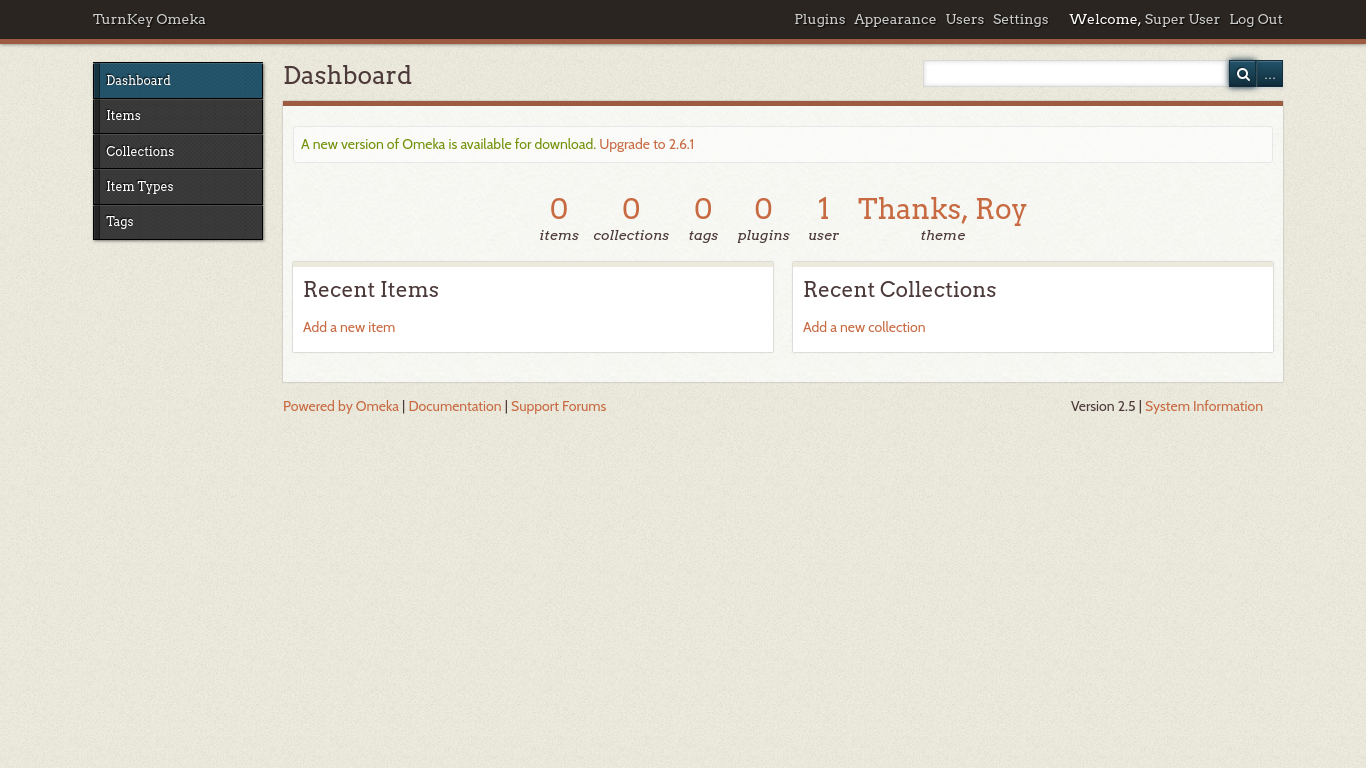 TurnKey Omeka
Plugins Appearance Users Settings Welcome, Super User Log Out
Dashboard
Items
Collections
Item Types
Tags
Dashboard
...
A new version of Omeka is available for download. Upgrade to 2.6.1
0 0 0 0 1 Thanks, Roy
items collections tags plugins user theme
Recent Items
Add a new item
Recent Collections
Add a new collection
Powered by Omeka | Documentation | Support Forums
Version 2.5 | System Information